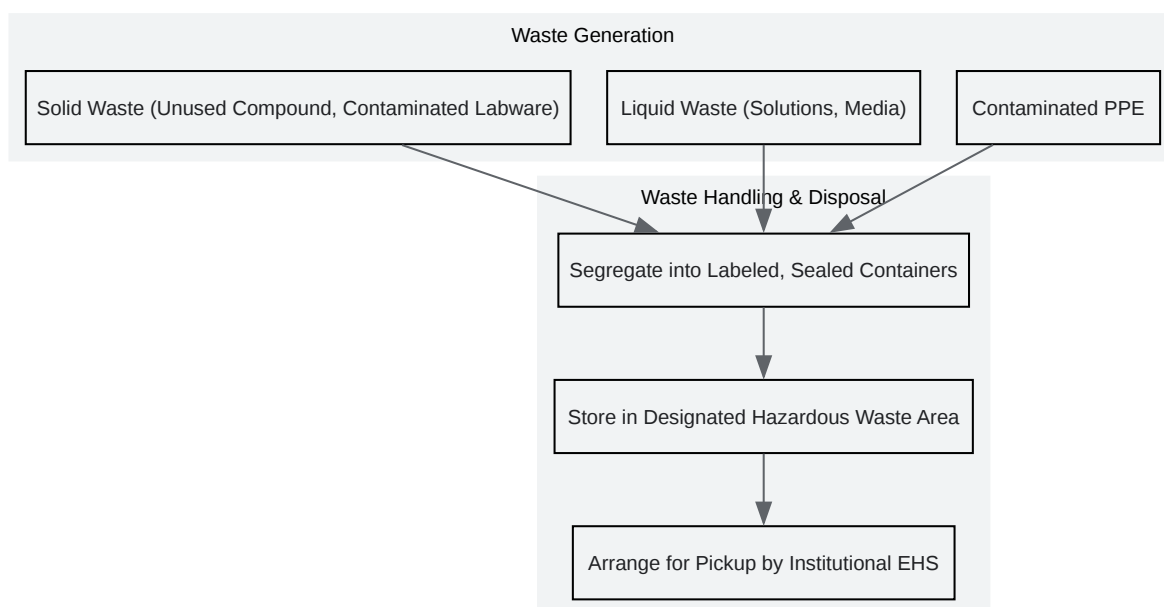 Waste Generation
Solid Waste (Unused Compound, Contaminated Labware)
Liquid Waste (Solutions, Media)
Contaminated PPE
Waste Handling & Disposal
Segregate into Labeled, Sealed Containers
Store in Designated Hazardous Waste Area
Arrange for Pickup by Institutional EHS